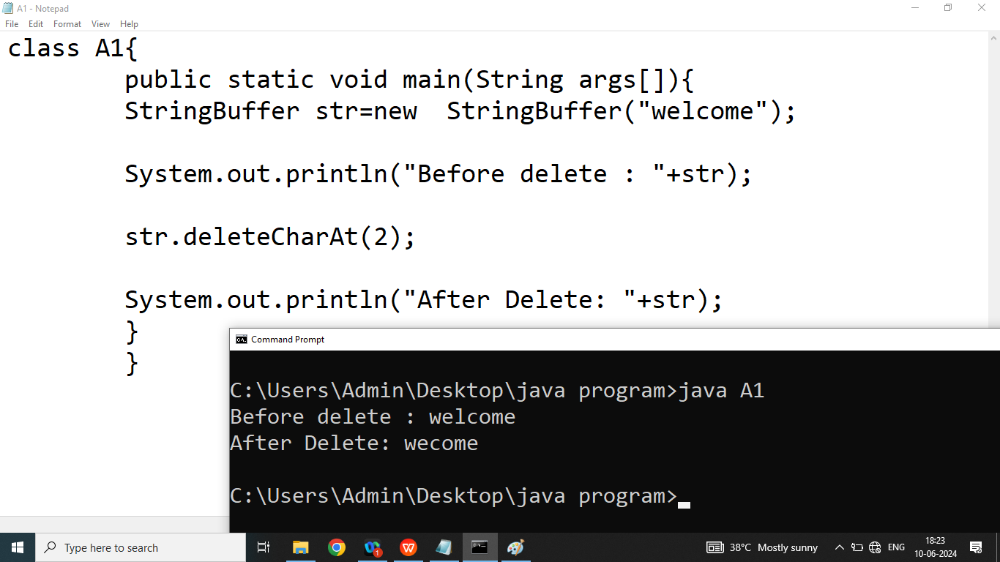 A1 - Notepad
File Edit Format View Help
class A1{
public static void main(String args[]){
StringBuffer str=new  StringBuffer("welcome");
System.out.println("Before delete : "+str);
str.deleteCharAt(2);
System.out.println("After Delete: "+str);
}
}
Command Prompt
C:\Users\Admin\Desktop\java program>java A1
Before delete : welcome
After Delete: wecome
C:\Users\Admin\Desktop\java program>
Type here to search
1
W
38°C Mostly sunny
ENG
18:23
10-06-2024